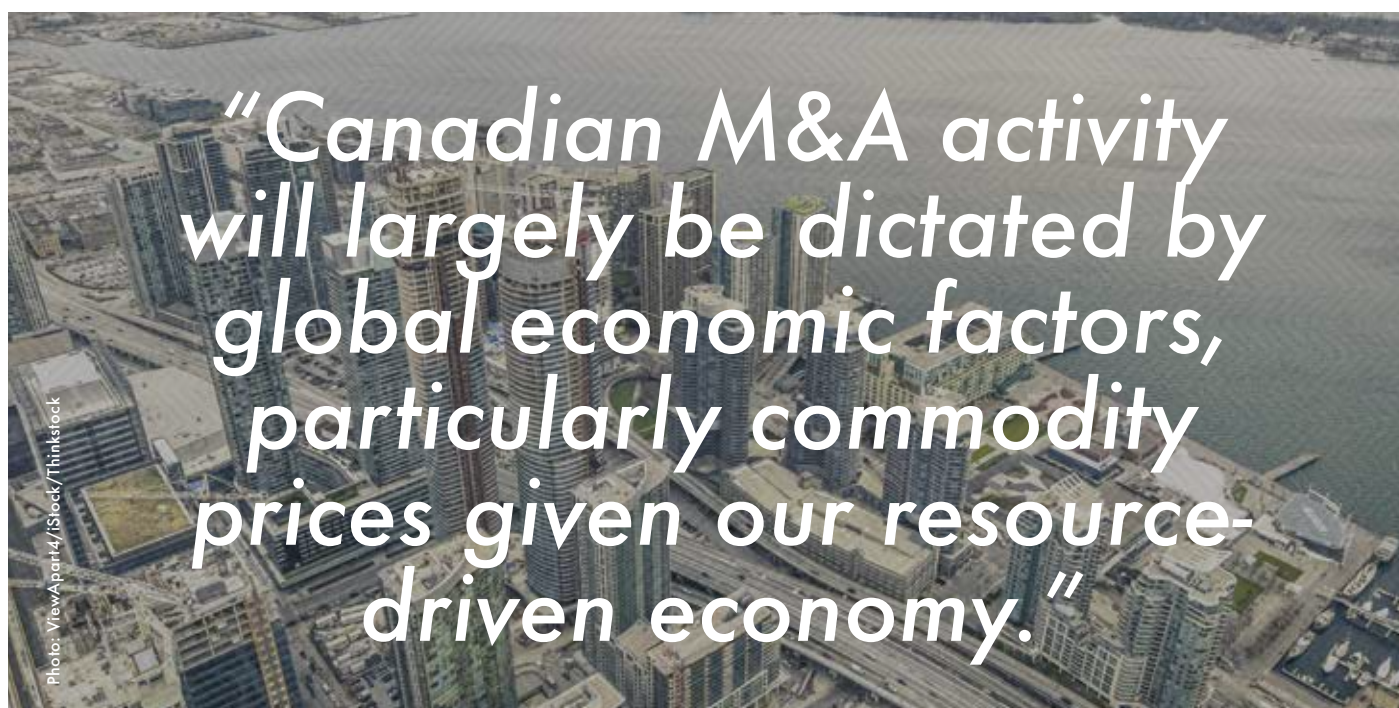 “Canadian M&A activity
will largely be dictated by
global economic factors,
particularly commodity
prices given our resource-
driven economy.”
Photo: ViewApart4/iStock/Thinkstock